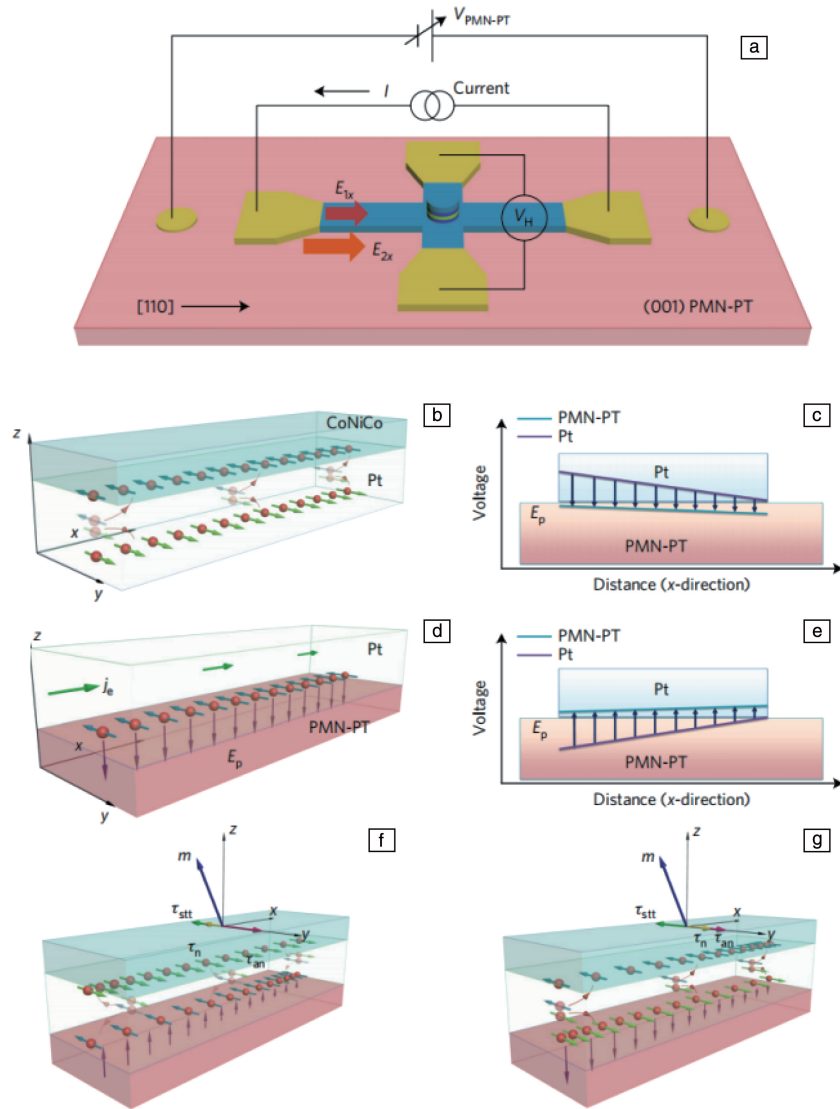 V_PMN-PT
a
I
Current
E_1x
V_H
E_2x
[110]
(001) PMN-PT
b
z
CoNiCo
Pt
x
y
c
PMN-PT
Pt
Voltage
Pt
E_p
PMN-PT
Distance (x-direction)
d
z
Pt
j_e
PMN-PT
x
E_p
y
e
PMN-PT
Pt
Voltage
Pt
E_p
PMN-PT
Distance (x-direction)
f
z
m
τ_stt
x
y
τ_n
τ_an
g
z
m
τ_stt
x
y
τ_n
τ_an